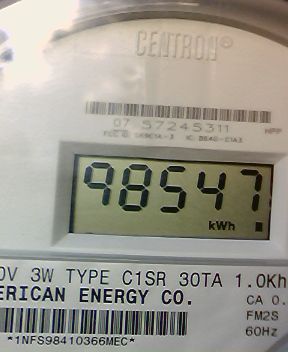 CENTRON®
07 57245311
HPP
98547
kWh
0V 3W TYPE C1SR 30TA 1.0Kh
ERICAN ENERGY CO.
CA 0.
FM2S
60Hz
*1NFS98410366MEC*